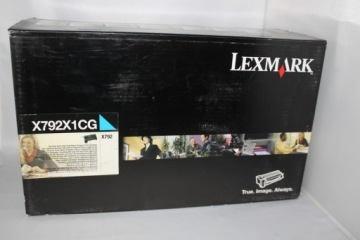 LEXMARK
X792X1CG
X792
True. Image. Always.